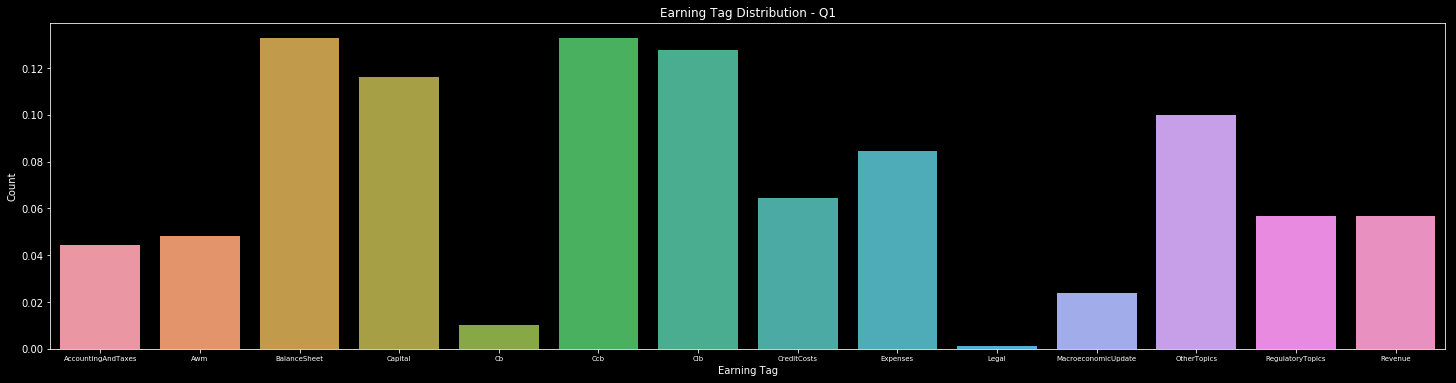 Earning Tag Distribution - Q1
Count
0.12
0.10
0.08
0.06
0.04
0.02
0.00
AccountingAndTaxes Awm BalanceSheet Capital Cb Ccb Cib CreditCosts Expenses Legal MacroeconomicUpdate OtherTopics RegulatoryTopics Revenue
Earning Tag